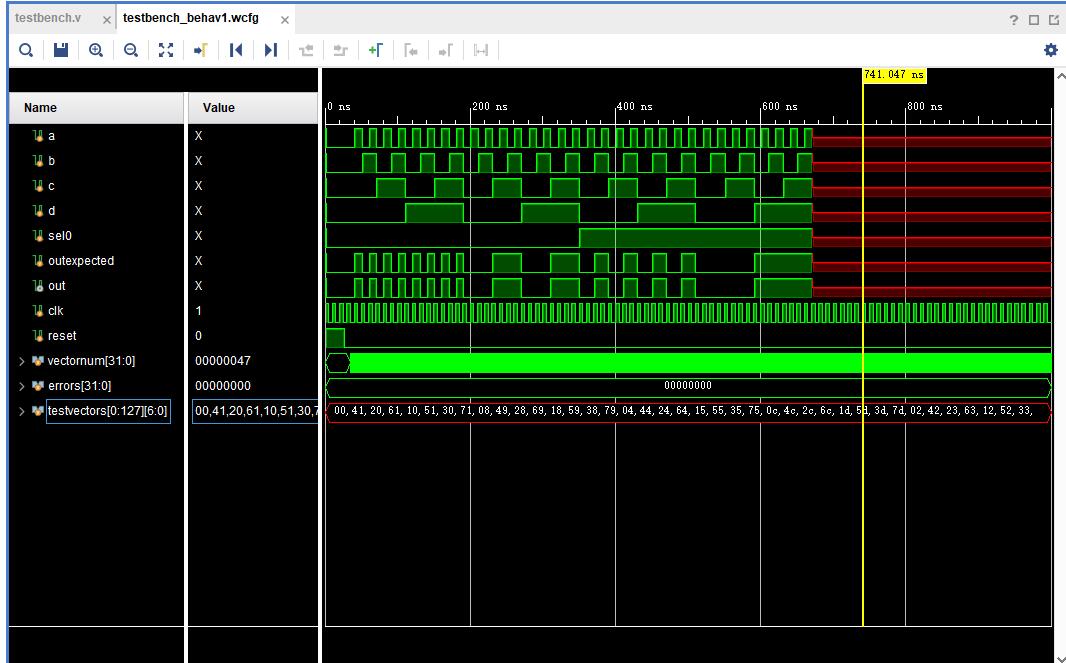 testbench.v × testbench_behav1.wcfg ×
?
741.047 ns
Name Value
0 ns 200 ns 400 ns 600 ns 800 ns
a X
b X
c X
d X
sel0 X
outexpected X
out X
clk 1
reset 0
vectornum[31:0] 00000047
errors[31:0] 00000000 00000000
testvectors[0:127][6:0] 00,41,20,61,10,51,30,7 00,41,20,61,10,51,30,71,08,49,28,69,18,59,38,79,04,44,24,64,15,55,35,75,0c,4c,2c,6c,1d,5d,3d,7d,02,42,23,63,12,52,33,